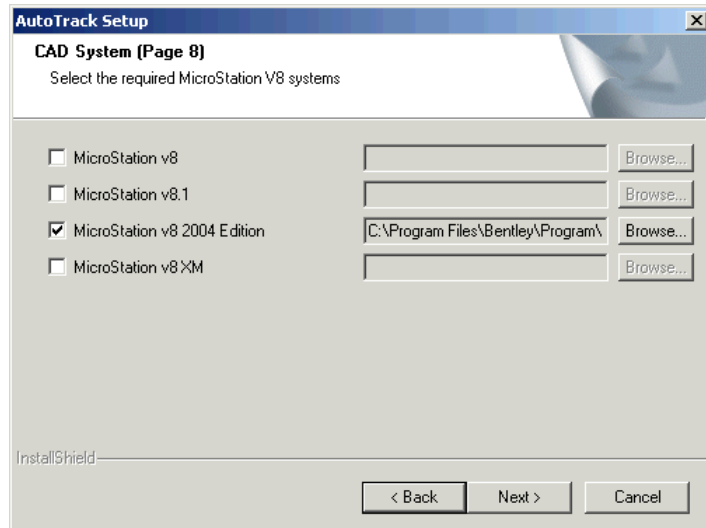 AutoTrack Setup
CAD System (Page 8)
Select the required MicroStation V8 systems
MicroStation v8 Browse...
MicroStation v8.1 Browse...
MicroStation v8 2004 Edition C:\Program Files\Bentley\Program\ Browse...
MicroStation v8 XM Browse...
InstallShield
< Back Next > Cancel